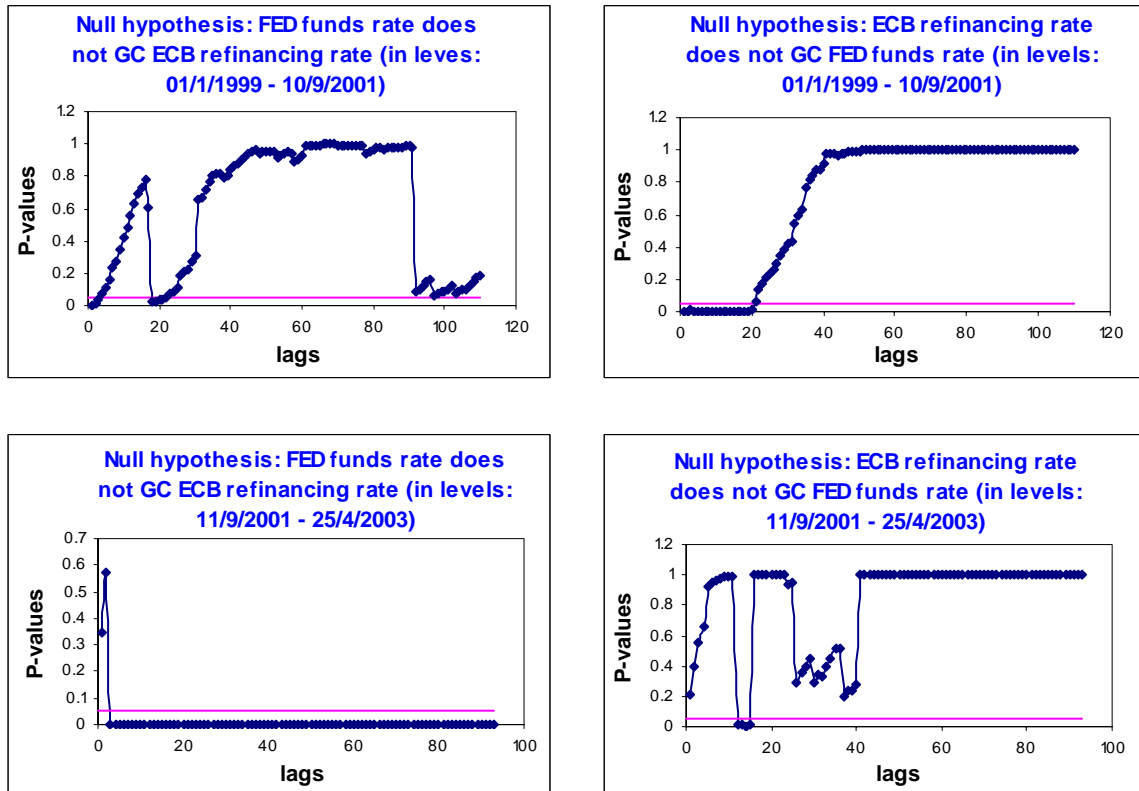 Null hypothesis: FED funds rate does
not GC ECB refinancing rate (in leves:
01/1/1999 - 10/9/2001)
P-values
1.2
1
0.8
0.6
0.4
0.2
0
0 20 40 60 80 100 120
lags
Null hypothesis: ECB refinancing rate
does not GC FED funds rate (in levels:
01/1/1999 - 10/9/2001)
P-values
1.2
1
0.8
0.6
0.4
0.2
0
0 20 40 60 80 100 120
lags
Null hypothesis: FED funds rate does
not GC ECB refinancing rate (in levels:
11/9/2001 - 25/4/2003)
P-values
0.7
0.6
0.5
0.4
0.3
0.2
0.1
0
0 20 40 60 80 100
lags
Null hypothesis: ECB refinancing rate
does not GC FED funds rate (in levels:
11/9/2001 - 25/4/2003)
P-values
1.2
1
0.8
0.6
0.4
0.2
0
0 20 40 60 80 100
lags